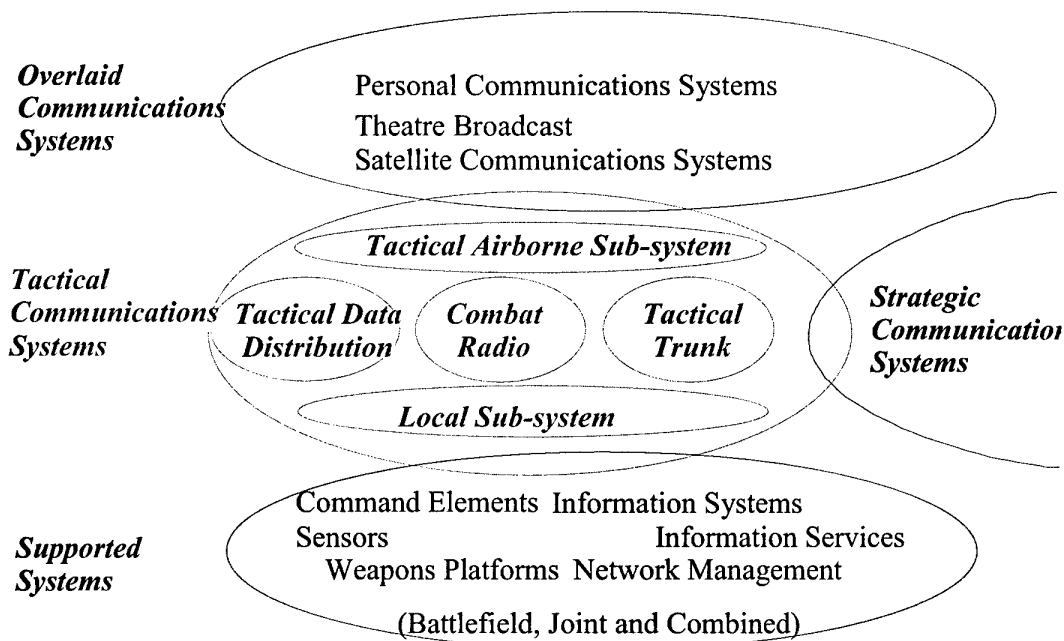 Overlaid
Communications
Systems
Personal Communications Systems
Theatre Broadcast
Satellite Communications Systems
Tactical
Communications
Systems
Tactical Airborne Sub-system
Tactical Data
Distribution
Combat
Radio
Tactical
Trunk
Local Sub-system
Strategic
Communication
Systems
Supported
Systems
Command Elements Information Systems
Sensors Information Services
Weapons Platforms Network Management
(Battlefield, Joint and Combined)